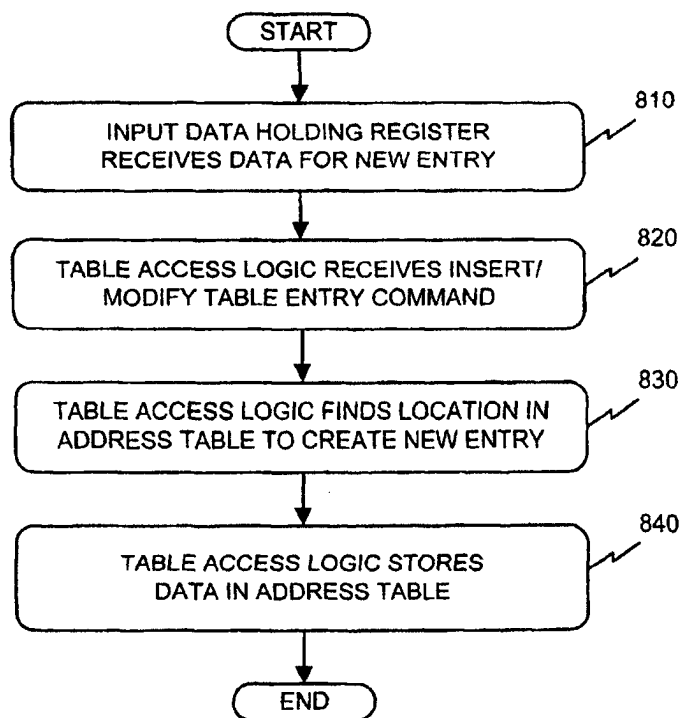 START
810
INPUT DATA HOLDING REGISTER
RECEIVES DATA FOR NEW ENTRY
820
TABLE ACCESS LOGIC RECEIVES INSERT/
MODIFY TABLE ENTRY COMMAND
830
TABLE ACCESS LOGIC FINDS LOCATION IN
ADDRESS TABLE TO CREATE NEW ENTRY
840
TABLE ACCESS LOGIC STORES
DATA IN ADDRESS TABLE
END